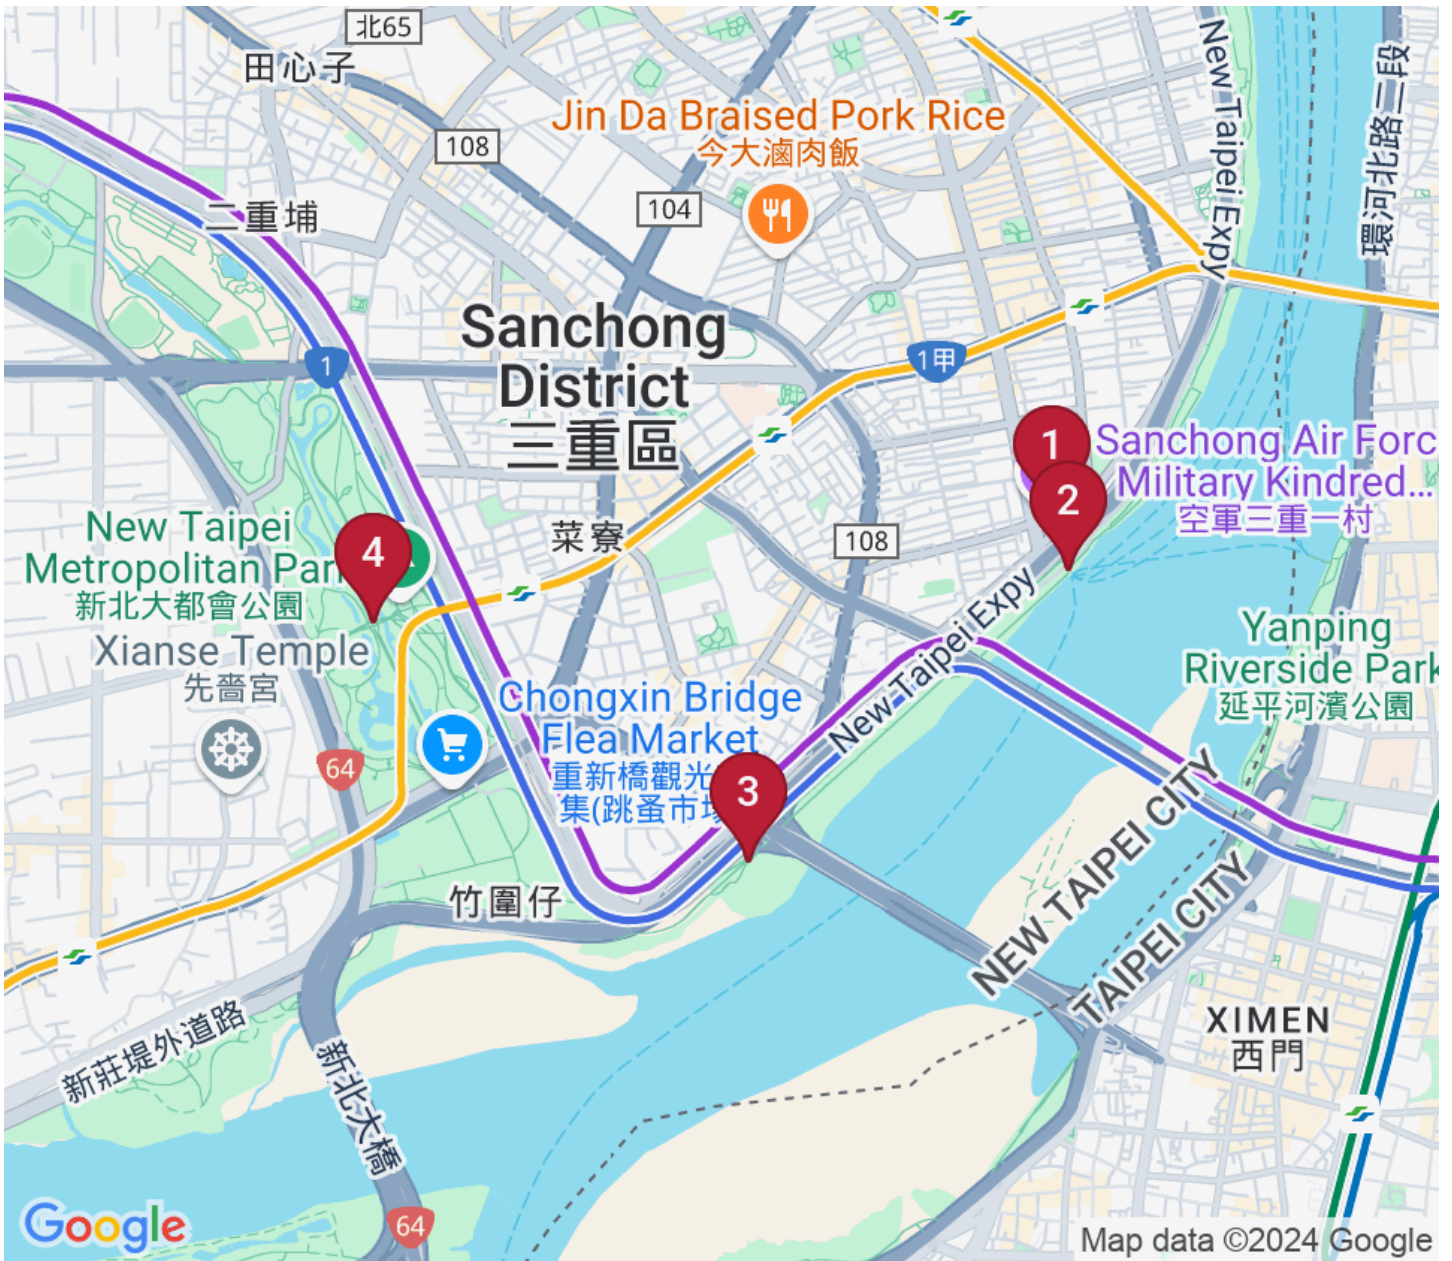 北65
田心子
New Taipei Expy
環河北路三段
Jin Da Braised Pork Rice
今大滷肉飯
108
104
二重埔
Sanchong
District
三重區
1
1甲
1
Sanchong Air Forc
Military Kindred...
空軍三重一村
2
New Taipei
Metropolitan Par
新北大都會公園
4
菜寮
108
Xianse Temple
先嗇宮
New Taipei Expy
Yanping
Riverside Park
延平河濱公園
Chongxin Bridge
Flea Market
重新橋觀光
集(跳蚤市場
3
64
竹圍仔
NEW TAIPEI CITY
TAIPEI CITY
XIMEN
西門
新莊堤外道路
新北大橋
64
Google
Map data ©2024 Google